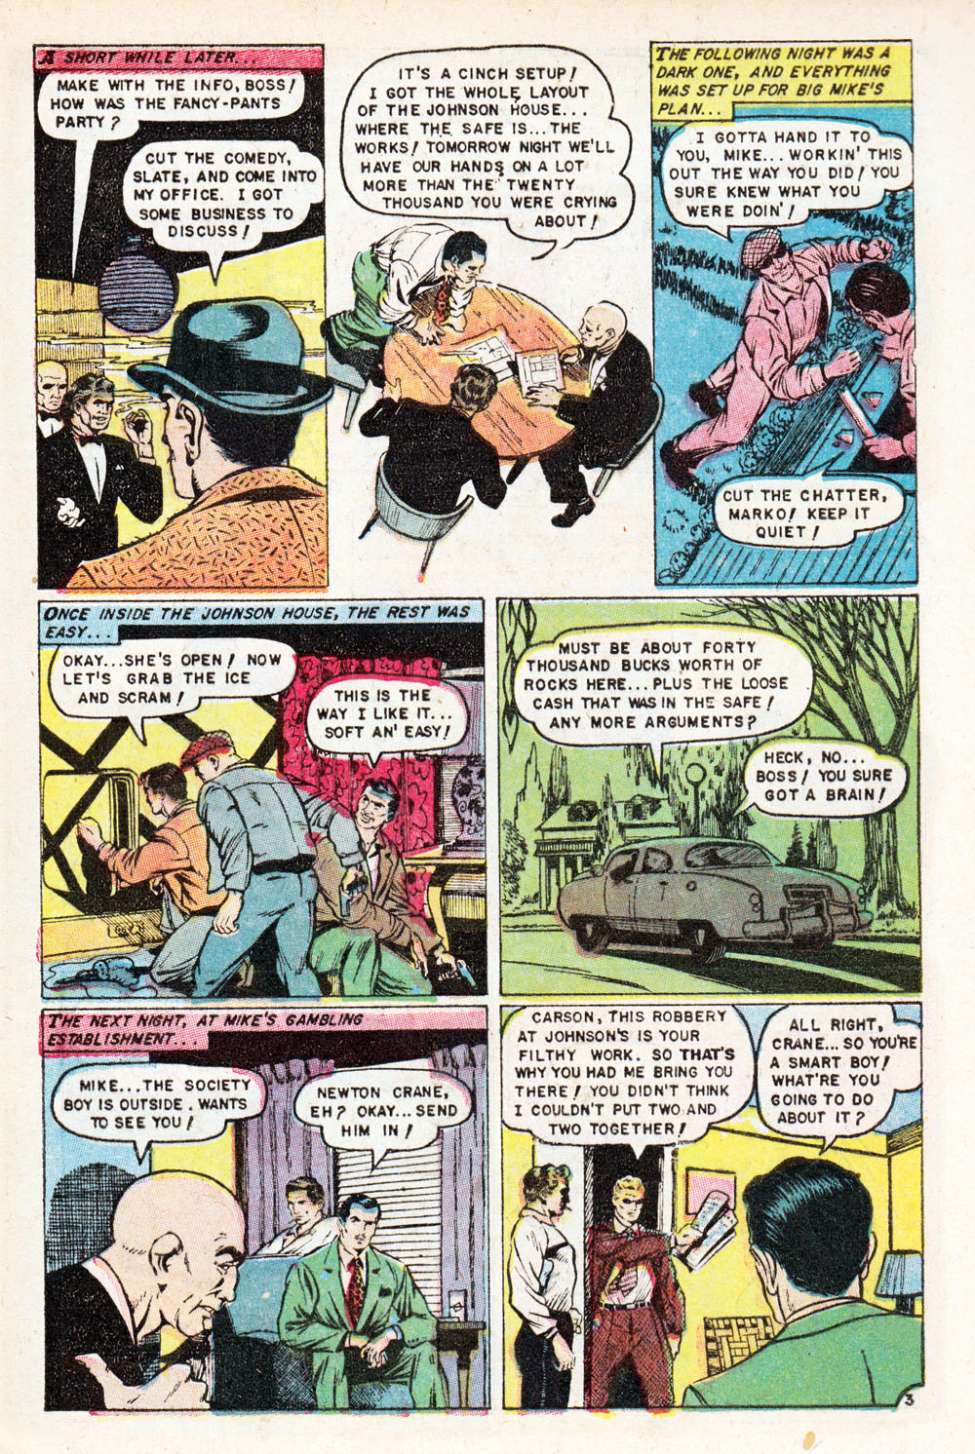 A SHORT WHILE LATER...
MAKE WITH THE INFO, BOSS!
HOW WAS THE FANCY-PANTS
PARTY?
CUT THE COMEDY,
SLATE, AND COME INTO
MY OFFICE. I GOT
SOME BUSINESS TO
DISCUSS!
IT'S A CINCH SETUP!
I GOT THE WHOLE LAYOUT
OF THE JOHNSON HOUSE...
WHERE THE SAFE IS...THE
WORKS! TOMORROW NIGHT WE'LL
HAVE OUR HANDS ON A LOT
MORE THAN THE TWENTY
THOUSAND YOU WERE CRYING
ABOUT!
THE FOLLOWING NIGHT WAS A
DARK ONE, AND EVERYTHING
WAS SET UP FOR BIG MIKE'S
PLAN...
I GOTTA HAND IT TO
YOU, MIKE...WORKIN' THIS
OUT THE WAY YOU DID! YOU
SURE KNEW WHAT YOU
WERE DOIN'!
CUT THE CHATTER,
MARKO! KEEP IT
QUIET!
ONCE INSIDE THE JOHNSON HOUSE, THE REST WAS
EASY...
OKAY...SHE'S OPEN! NOW
LET'S GRAB THE ICE
AND SCRAM!
THIS IS THE
WAY I LIKE IT...
SOFT AN' EASY!
MUST BE ABOUT FORTY
THOUSAND BUCKS WORTH OF
ROCKS HERE...PLUS THE LOOSE
CASH THAT WAS IN THE SAFE!
ANY MORE ARGUMENTS?
HECK, NO...
BOSS! YOU SURE
GOT A BRAIN!
THE NEXT NIGHT, AT MIKE'S GAMBLING
ESTABLISHMENT...
MIKE...THE SOCIETY
BOY IS OUTSIDE. WANTS
TO SEE YOU!
NEWTON CRANE,
EH? OKAY...SEND
HIM IN!
CARSON, THIS ROBBERY
AT JOHNSON'S IS YOUR
FILTHY WORK. SO THAT'S
WHY YOU HAD ME BRING YOU
THERE! YOU DIDN'T THINK
I COULDN'T PUT TWO AND
TWO TOGETHER!
ALL RIGHT,
CRANE...SO YOU'RE
A SMART BOY!
WHAT'RE YOU
GOING TO DO
ABOUT IT?
3